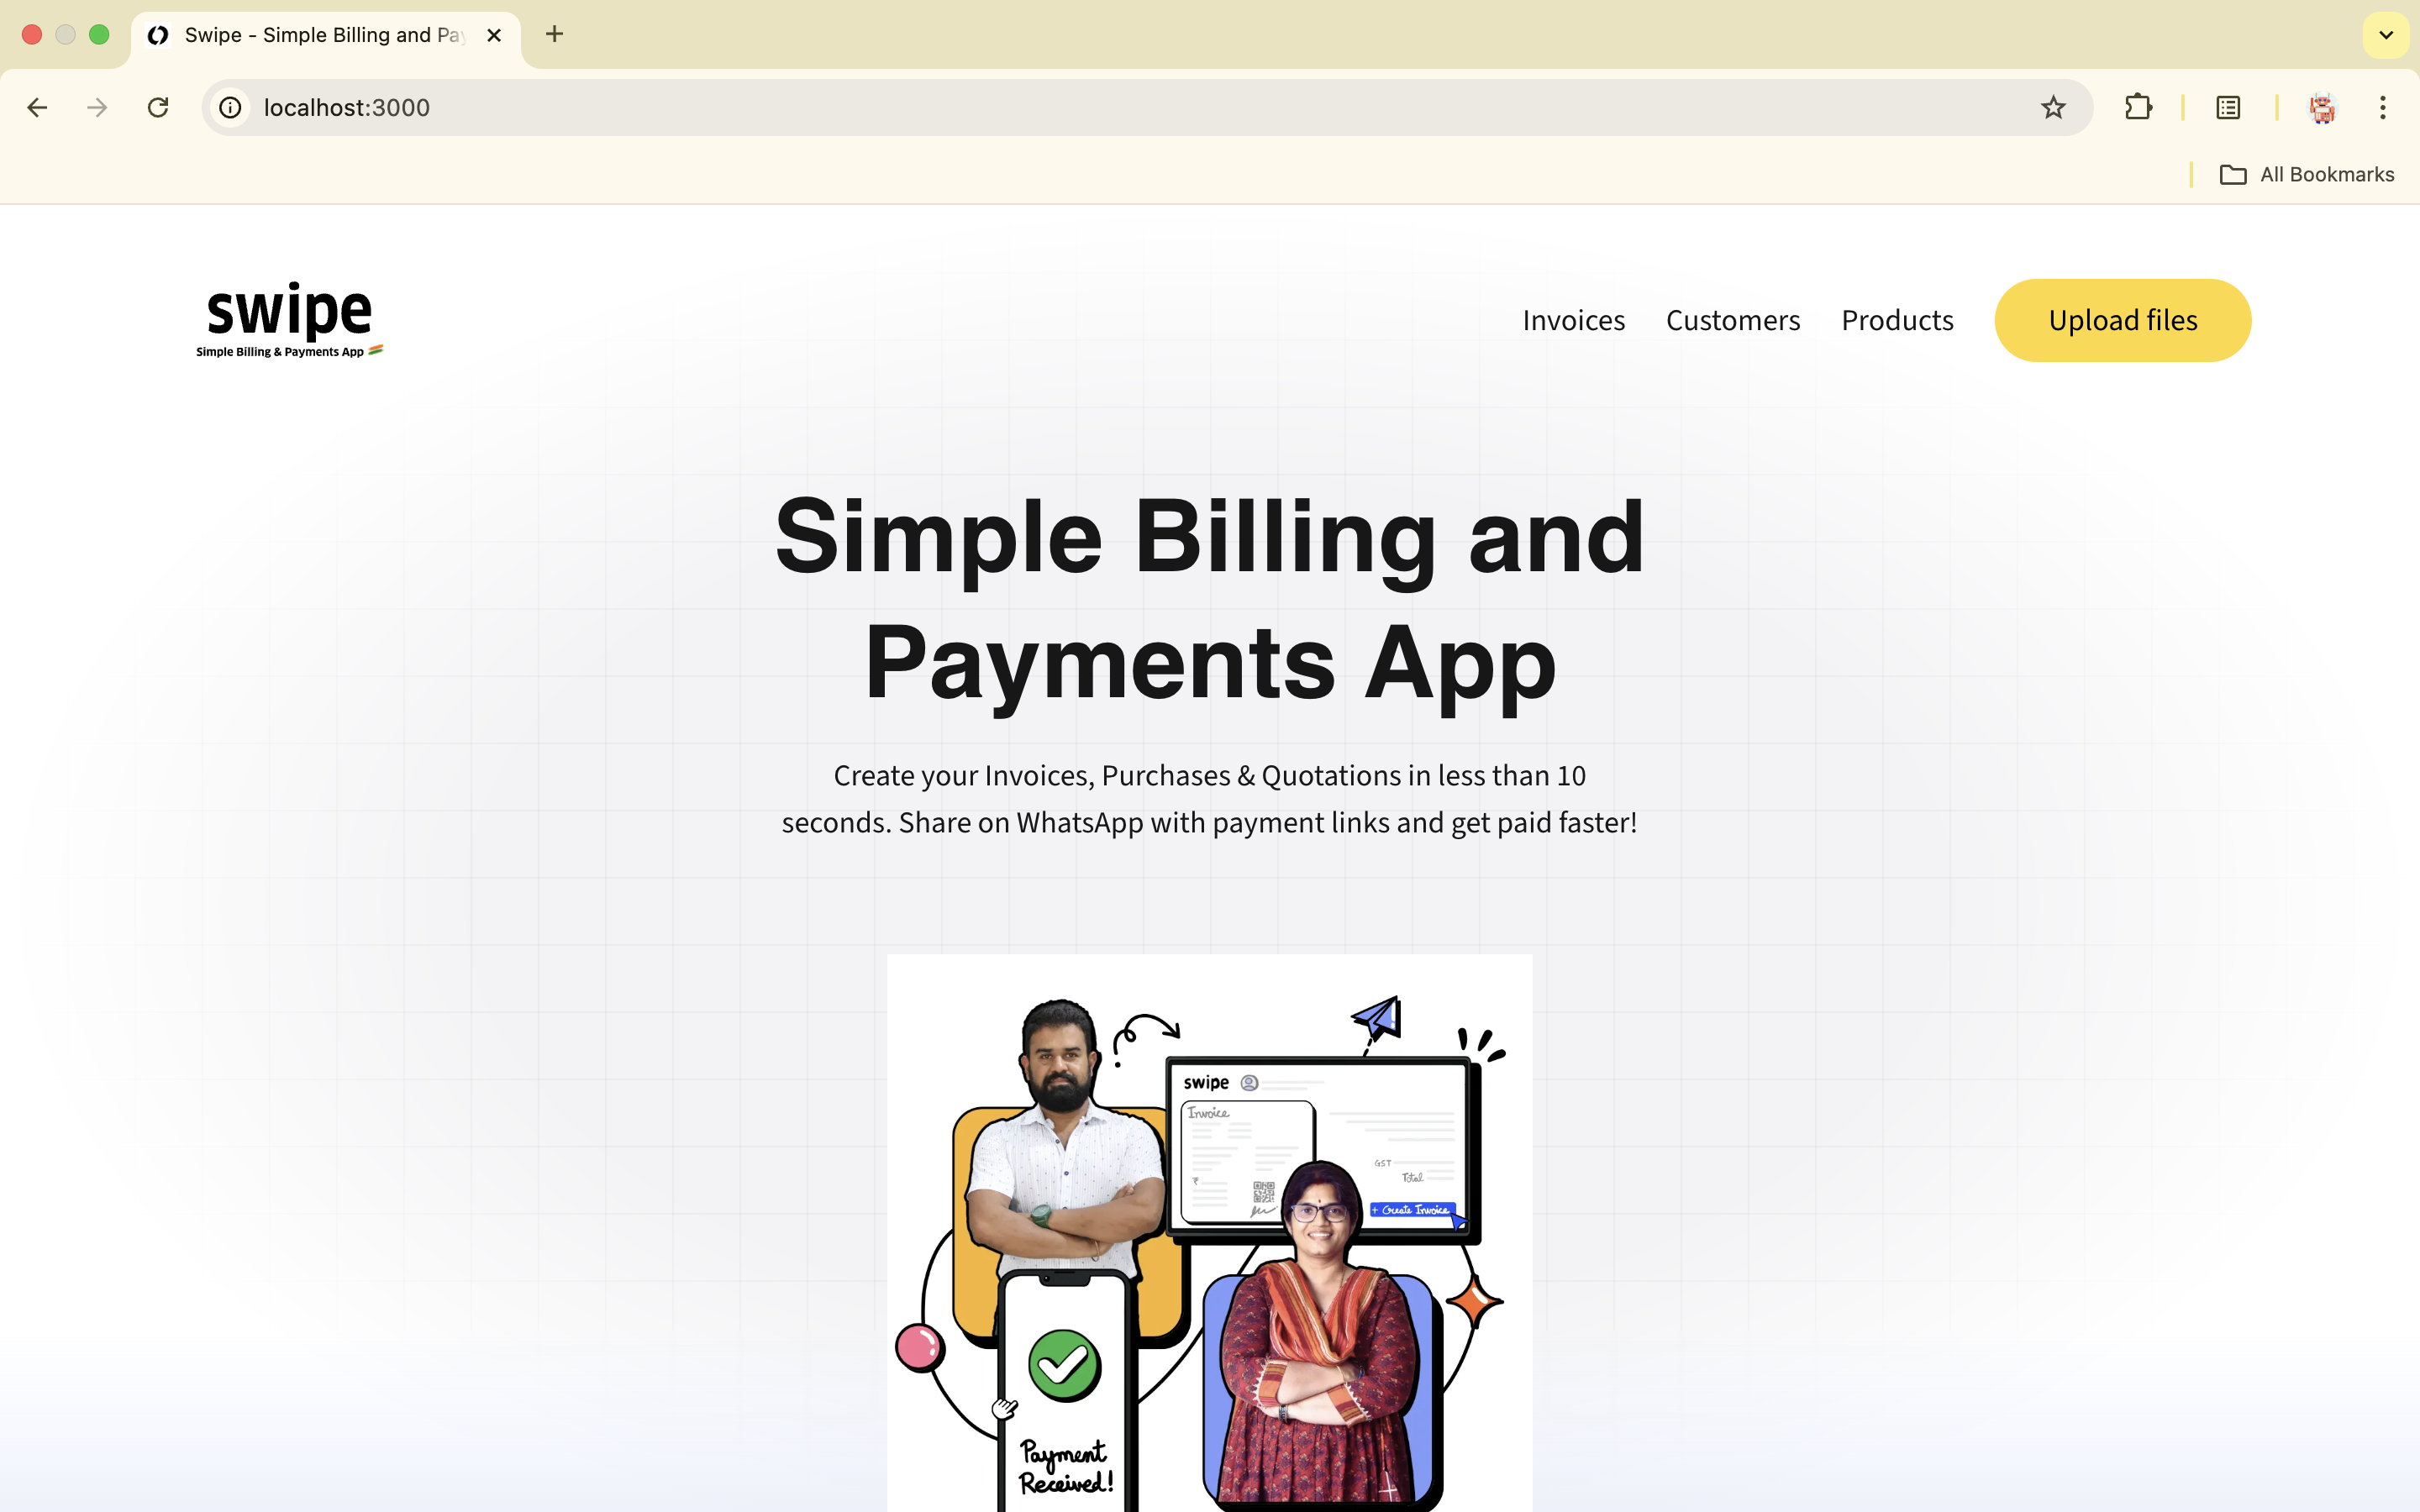 Swipe - Simple Billing and Pay
localhost:3000
All Bookmarks
swipe
Simple Billing & Payments App
Invoices
Customers
Products
Upload files
Simple Billing and
Payments App
Create your Invoices, Purchases & Quotations in less than 10
seconds. Share on WhatsApp with payment links and get paid faster!
swipe
Invoice
₹
GST
Total
+ Create Invoice
Payment
Received!